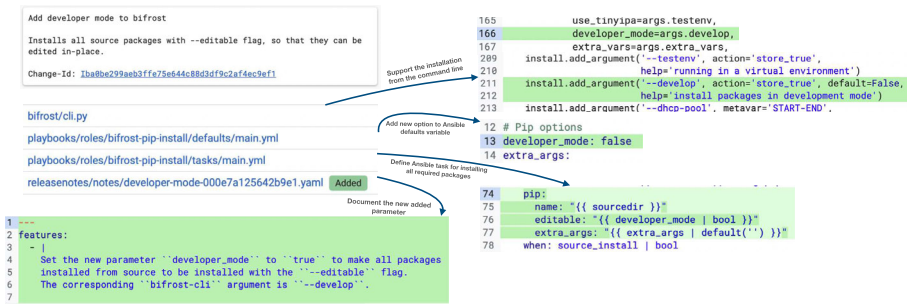 Add developer mode to bifrost
Installs all source packages with --editable flag, so that they can be
edited in-place.
Change-Id: Iba0be299aeb3ffe75e644c88d3df9c2af4ec9ef1
bifrost/cli.py
playbooks/roles/bifrost-pip-install/defaults/main.yml
playbooks/roles/bifrost-pip-install/tasks/main.yml
releasenotes/notes/developer-mode-000e7a125642b9e1.yaml Added
Support the installation
from the command line
Add new option to Ansible
defaults variable
Define Ansible task for installing
all required packages
Document the new added
parameter
165 use_tinyipa=args.testenv,
166 developer_mode=args.develop,
167 extra_vars=args.extra_vars,
209 install.add_argument('--testenv', action='store_true',
210 help='running in a virtual environment')
211 install.add_argument('--develop', action='store_true', default=False,
212 help='install packages in development mode')
213 install.add_argument('--dhcp-pool', metavar='START-END',
12 # Pip options
13 developer_mode: false
14 extra_args:
74 pip:
75 name: "{{ sourcedir }}"
76 editable: "{{ developer_mode | bool }}"
77 extra_args: "{{ extra_args | default('') }}"
78 when: source_install | bool
1 ---
2 features:
3 - |
4 Set the new parameter ``developer_mode`` to ``true`` to make all packages
5 installed from source to be installed with the ``--editable`` flag.
6 The corresponding ``bifrost-cli`` argument is ``--develop``.
7